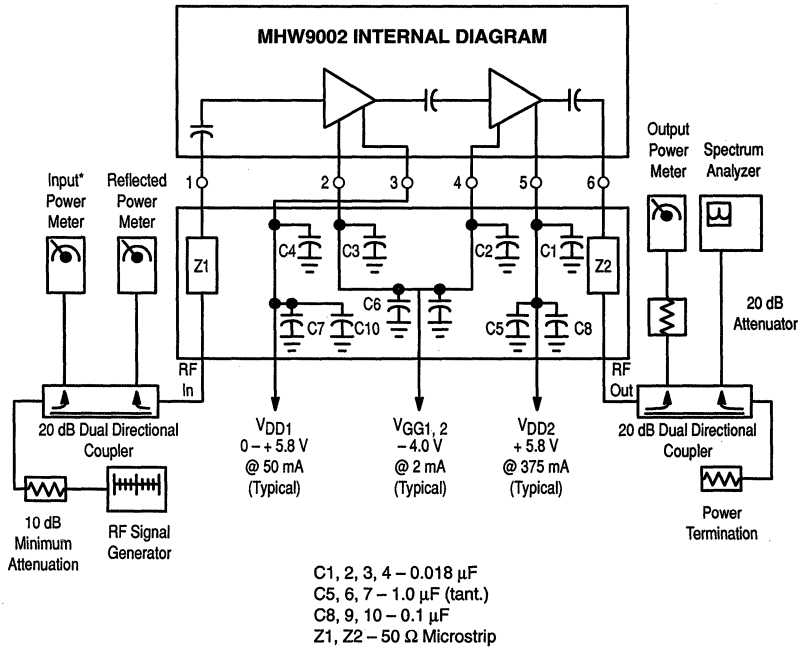 MHW9002 INTERNAL DIAGRAM
Output
Power
Meter
Spectrum
Analyzer
Input*
Power
Meter
Reflected
Power
Meter
1
2
3
4
5
6
Z1
C4
C3
C2
C1
Z2
C6
C7
C10
C5
C8
20 dB
Attenuator
RF
In
RF
Out
20 dB Dual Directional
Coupler
VDD1
0 – + 5.8 V
@ 50 mA
(Typical)
VGG1, 2
– 4.0 V
@ 2 mA
(Typical)
VDD2
+ 5.8 V
@ 375 mA
(Typical)
20 dB Dual Directional
Coupler
10 dB
Minimum
Attenuation
RF Signal
Generator
Power
Termination
C1, 2, 3, 4 – 0.018 µF
C5, 6, 7 – 1.0 µF (tant.)
C8, 9, 10 – 0.1 µF
Z1, Z2 – 50 Ω Microstrip